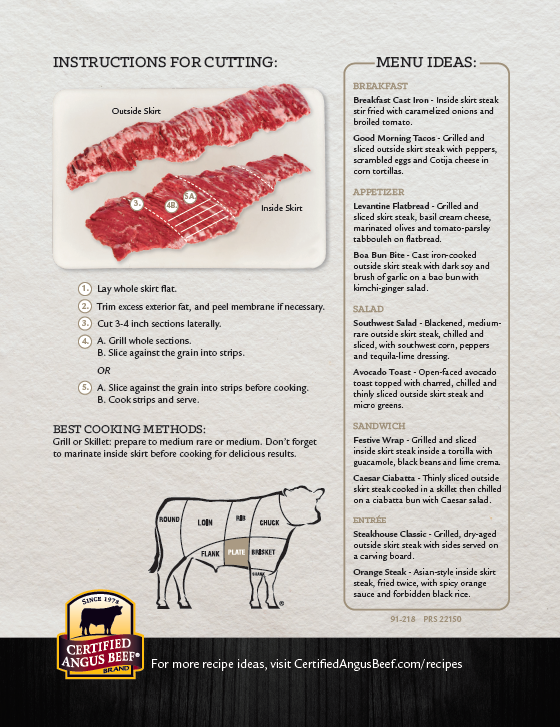 INSTRUCTIONS FOR CUTTING:
Outside Skirt
3.
4B.
5A.
Inside Skirt
1. Lay whole skirt flat.
2. Trim excess exterior fat, and peel membrane if necessary.
3. Cut 3-4 inch sections laterally.
4. A. Grill whole sections.
B. Slice against the grain into strips.
OR
5. A. Slice against the grain into strips before cooking.
B. Cook strips and serve.
BEST COOKING METHODS:
Grill or Skillet: prepare to medium rare or medium. Don't forget
to marinate inside skirt before cooking for delicious results.
ROUND
LOIN
RIB
CHUCK
FLANK
PLATE
BRISKET
SHANK
®
MENU IDEAS:
BREAKFAST
Breakfast Cast Iron - Inside skirt steak
stir fried with caramelized onions and
broiled tomato.
Good Morning Tacos - Grilled and
sliced outside skirt steak with peppers,
scrambled eggs and Cotija cheese in
corn tortillas.
APPETIZER
Levantine Flatbread - Grilled and
sliced skirt steak, basil cream cheese,
marinated olives and tomato-parsley
tabbouleh on flatbread.
Boa Bun Bite - Cast iron-cooked
outside skirt steak with dark soy and
brush of garlic on a bao bun with
kimchi-ginger salad.
SALAD
Southwest Salad - Blackened, medium-
rare outside skirt steak, chilled and
sliced, with southwest corn, peppers
and tequila-lime dressing.
Avocado Toast - Open-faced avocado
toast topped with charred, chilled and
thinly sliced outside skirt steak and
micro greens.
SANDWICH
Festive Wrap - Grilled and sliced
inside skirt steak inside a tortilla with
guacamole, black beans and lime crema.
Caesar Ciabatta - Thinly sliced outside
skirt steak cooked in a skillet then chilled
on a ciabatta bun with Caesar salad.
ENTRÉE
Steakhouse Classic - Grilled, dry-aged
outside skirt steak with sides served on
a carving board.
Orange Steak - Asian-style inside skirt
steak, fried twice, with spicy orange
sauce and forbidden black rice.
91-218 PRS 22150
SINCE 1978
CERTIFIED
ANGUS BEEF®
BRAND
For more recipe ideas, visit CertifiedAngusBeef.com/recipes